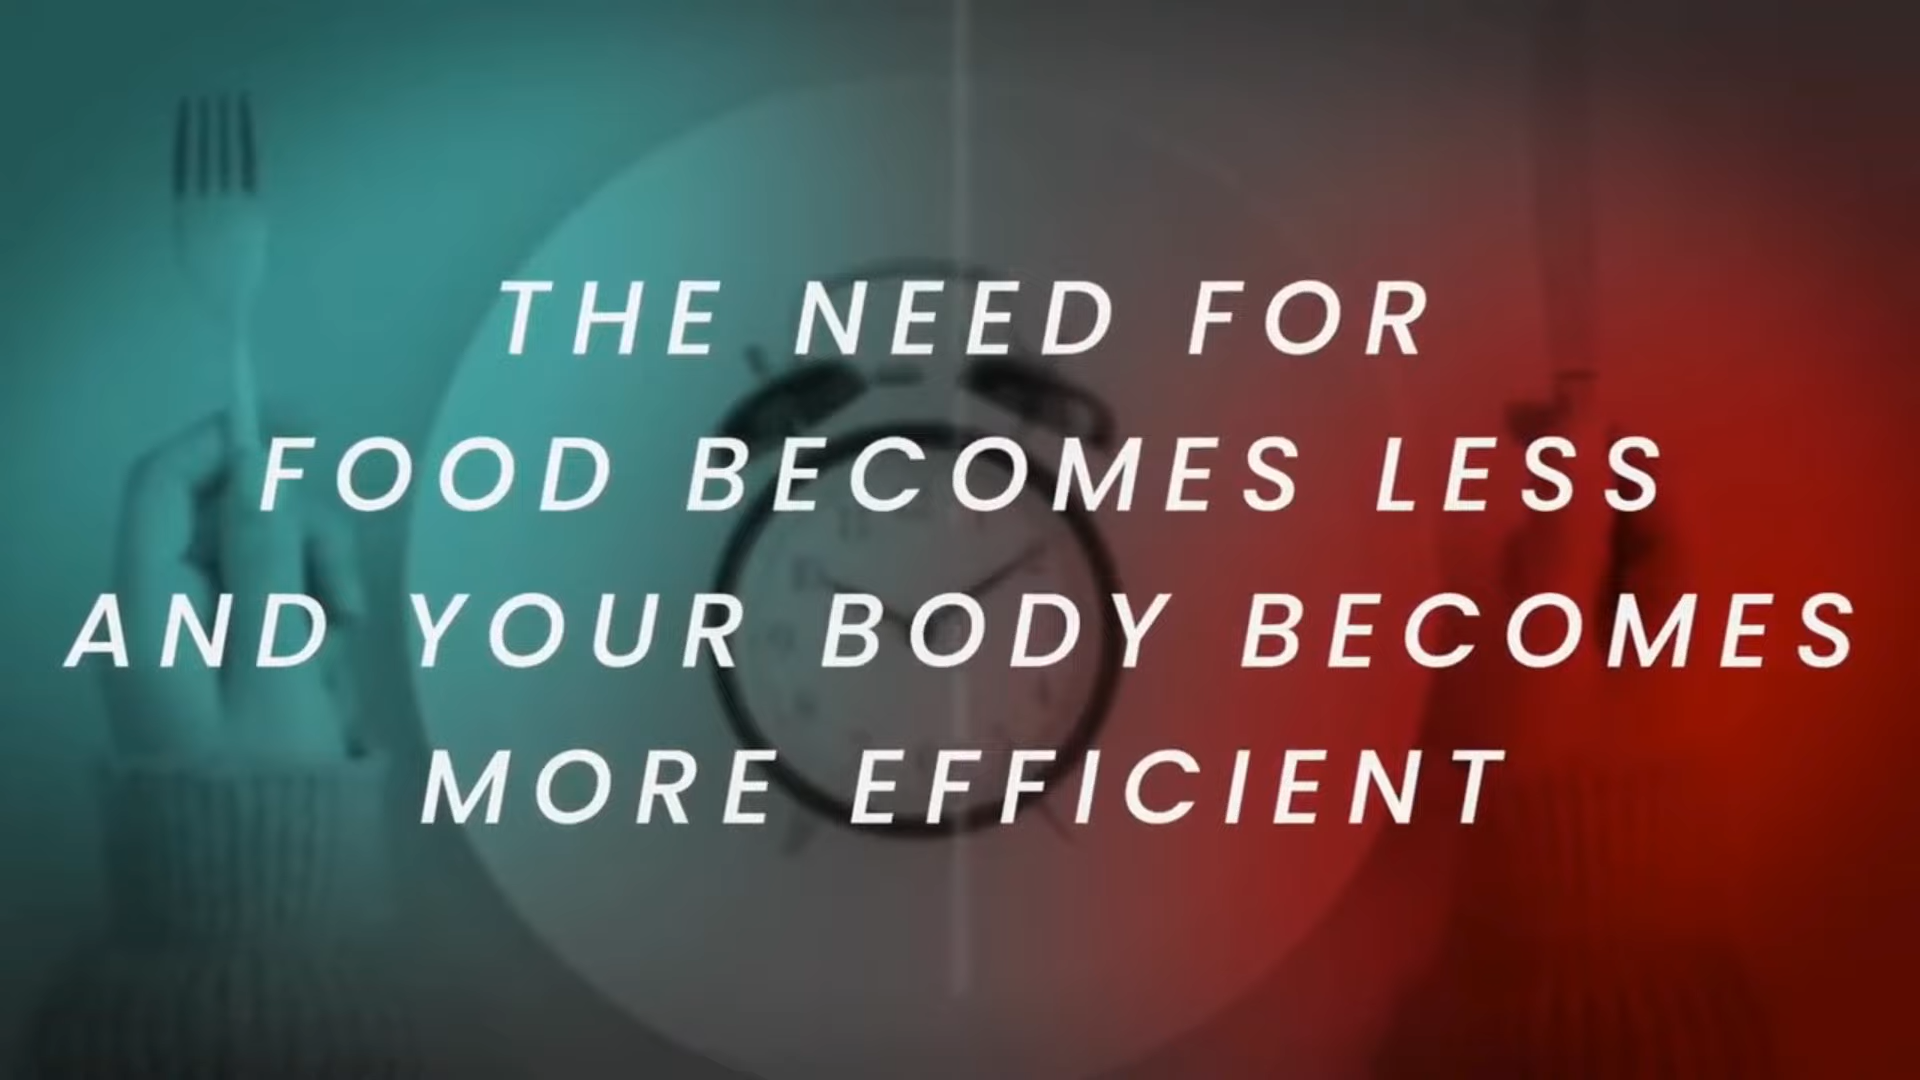 THE NEED FOR
FOOD BECOMES LESS
AND YOUR BODY BECOMES
MORE EFFICIENT